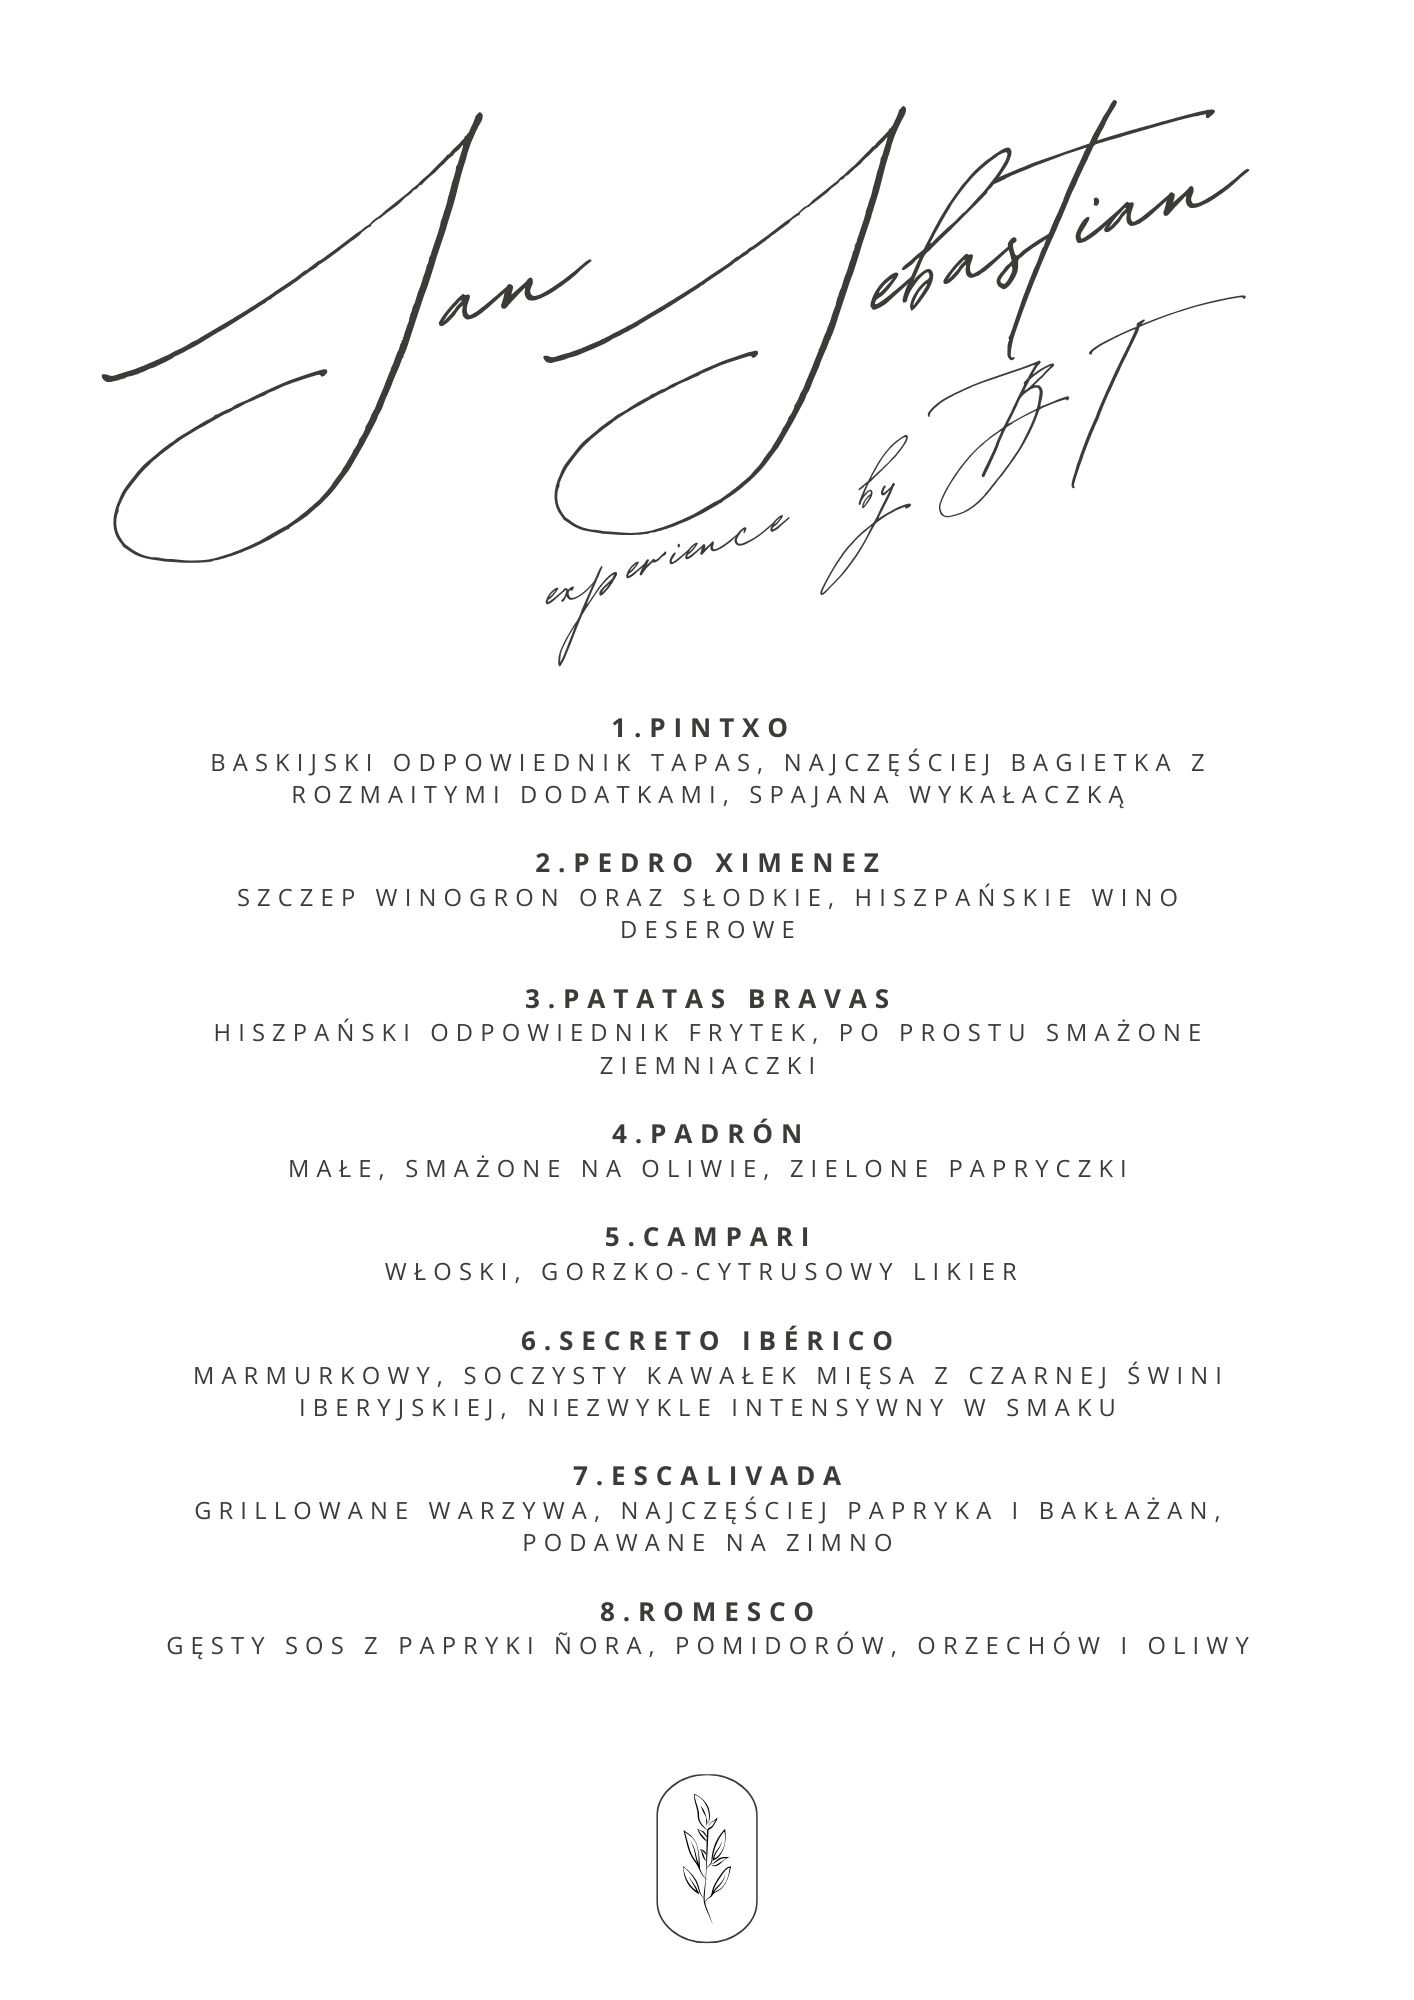 San Sebastian
experience by BT
1.PINTXO
BASKIJSKI ODPOWIEDNIK TAPAS, NAJCZĘŚCIEJ BAGIETKA Z
ROZMAITYMI DODATKAMI, SPAJANA WYKAŁACZKĄ
2.PEDRO XIMENEZ
SZCZEP WINOGRON ORAZ SŁODKIE, HISZPAŃSKIE WINO
DESEROWE
3.PATATAS BRAVAS
HISZPAŃSKI ODPOWIEDNIK FRYTEK, PO PROSTU SMAŻONE
ZIEMNIACZKI
4.PADRÓN
MAŁE, SMAŻONE NA OLIWIE, ZIELONE PAPRYCZKI
5.CAMPARI
WŁOSKI, GORZKO-CYTRUSOWY LIKIER
6.SECRETO IBÉRICO
MARMURKOWY, SOCZYSTY KAWAŁEK MIĘSA Z CZARNEJ ŚWINI
IBERYJSKIEJ, NIEZWYKLE INTENSYWNY W SMAKU
7.ESCALIVADA
GRILLOWANE WARZYWA, NAJCZĘŚCIEJ PAPRYKA I BAKŁAŻAN,
PODAWANE NA ZIMNO
8.ROMESCO
GĘSTY SOS Z PAPRYKI ÑORA, POMIDORÓW, ORZECHÓW I OLIWY